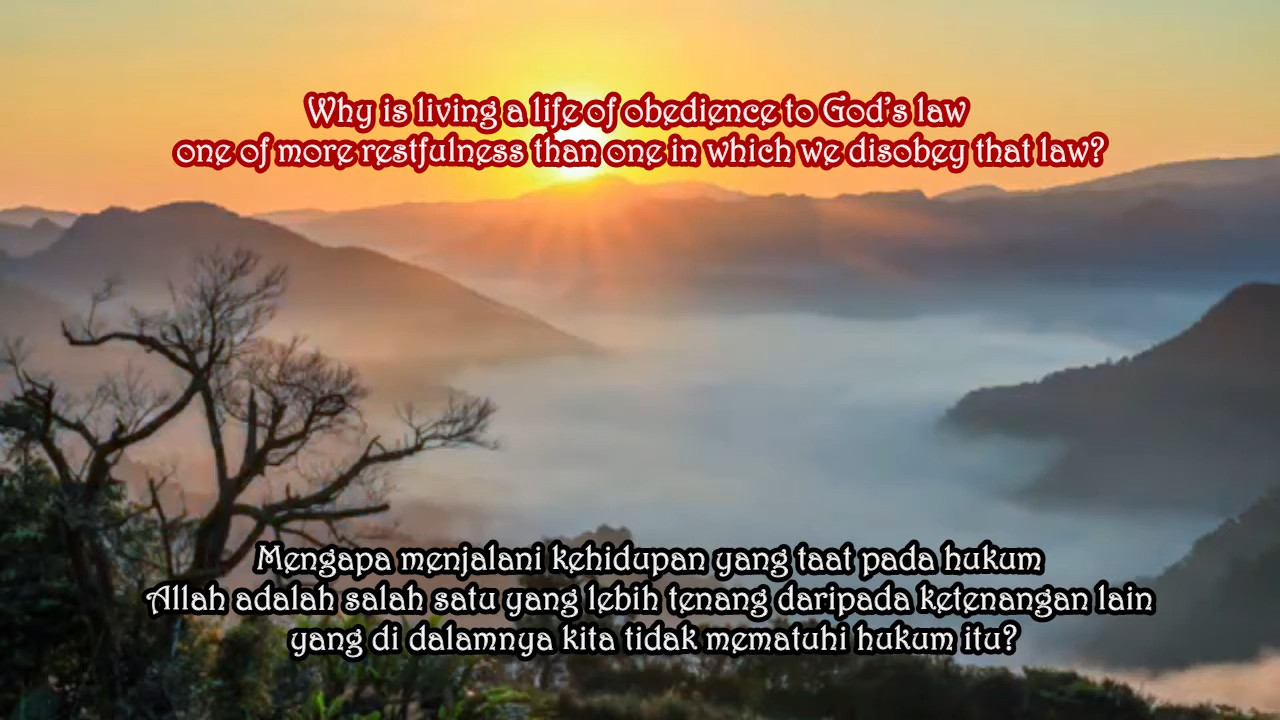 Why is living a life of obedience to God's law
one of more restfulness than one in which we disobey that law?
Mengapa menjalani kehidupan yang taat pada hukum
Allah adalah salah satu yang lebih tenang daripada ketenangan lain
yang di dalamnya kita tidak mematuhi hukum itu?